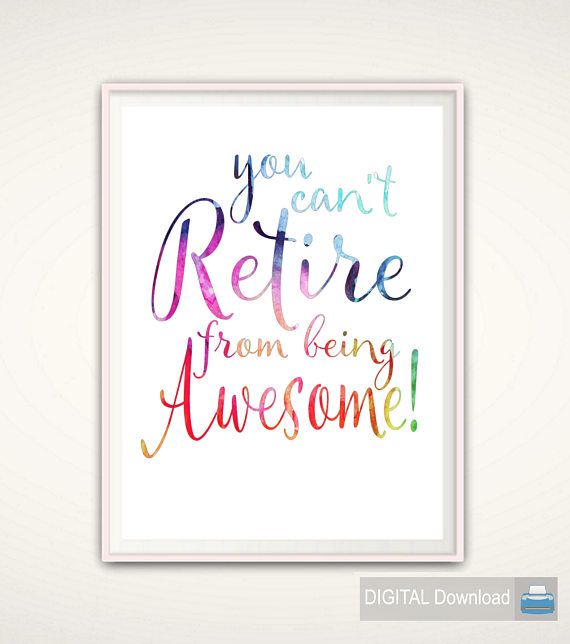 you
can't
Retire
from being
Awesome!
DIGITAL Download